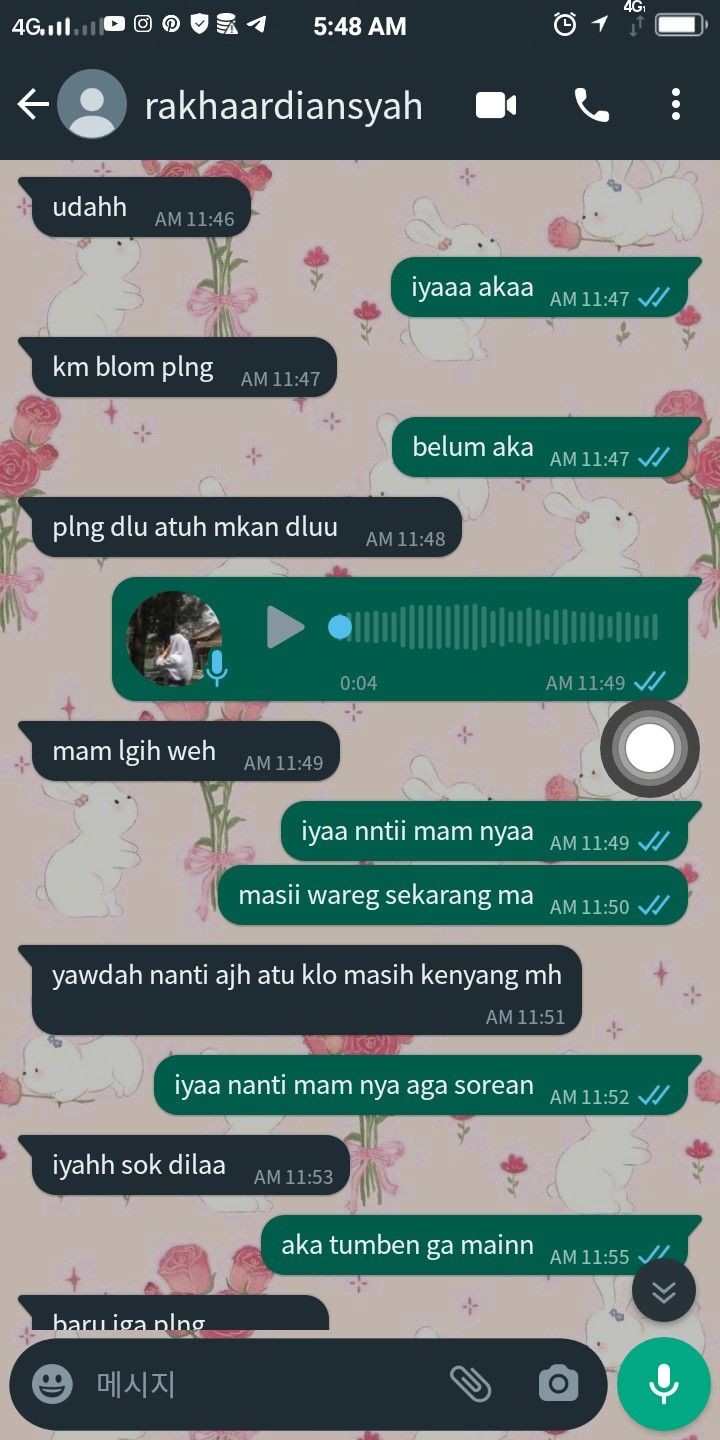 4G 5:48 AM 4G
rakhaardiansyah
udahh AM 11:46
iyaaa akaa AM 11:47
km blom plng AM 11:47
belum aka AM 11:47
plng dlu atuh mkan dluu AM 11:48
0:04 AM 11:49
mam lgih weh AM 11:49
iyaa nntii mam nyaa AM 11:49
masii wareg sekarang ma AM 11:50
yawdah nanti ajh atu klo masih kenyang mh
AM 11:51
iyaa nanti mam nya aga sorean AM 11:52
iyahh sok dilaa AM 11:53
aka tumben ga mainn AM 11:55
baru iga plng
메시지